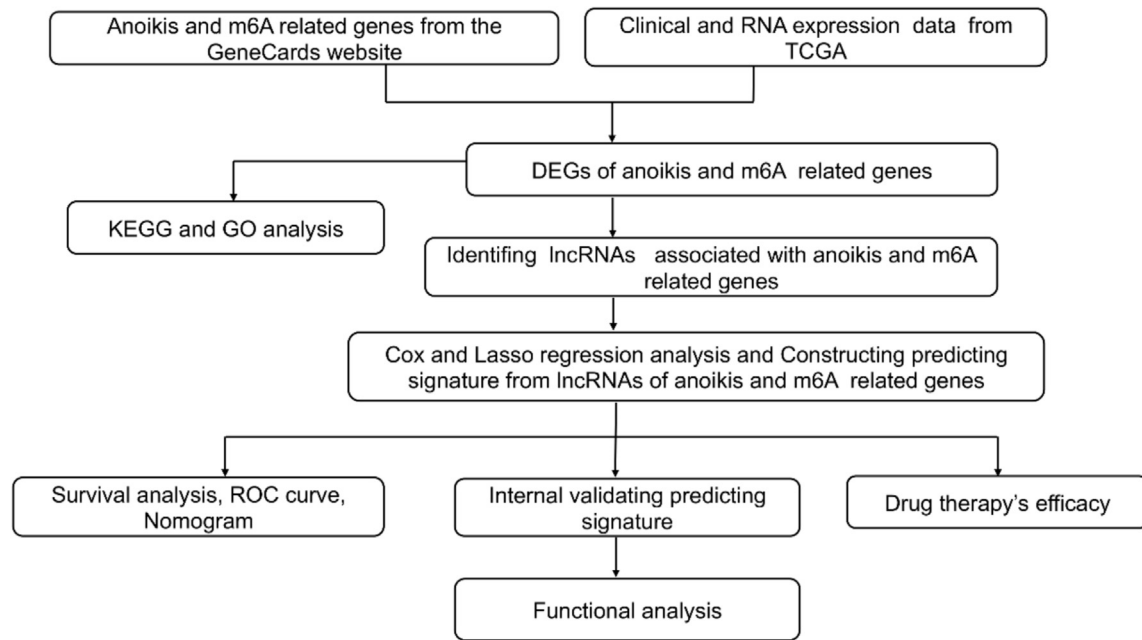 Anoikis and m6A related genes from the
GeneCards website
Clinical and RNA expression data from
TCGA
DEGs of anoikis and m6A related genes
KEGG and GO analysis
Identifing lncRNAs associated with anoikis and m6A
related genes
Cox and Lasso regression analysis and Constructing predicting
signature from lncRNAs of anoikis and m6A related genes
Survival analysis, ROC curve,
Nomogram
Internal validating predicting
signature
Drug therapy's efficacy
Functional analysis